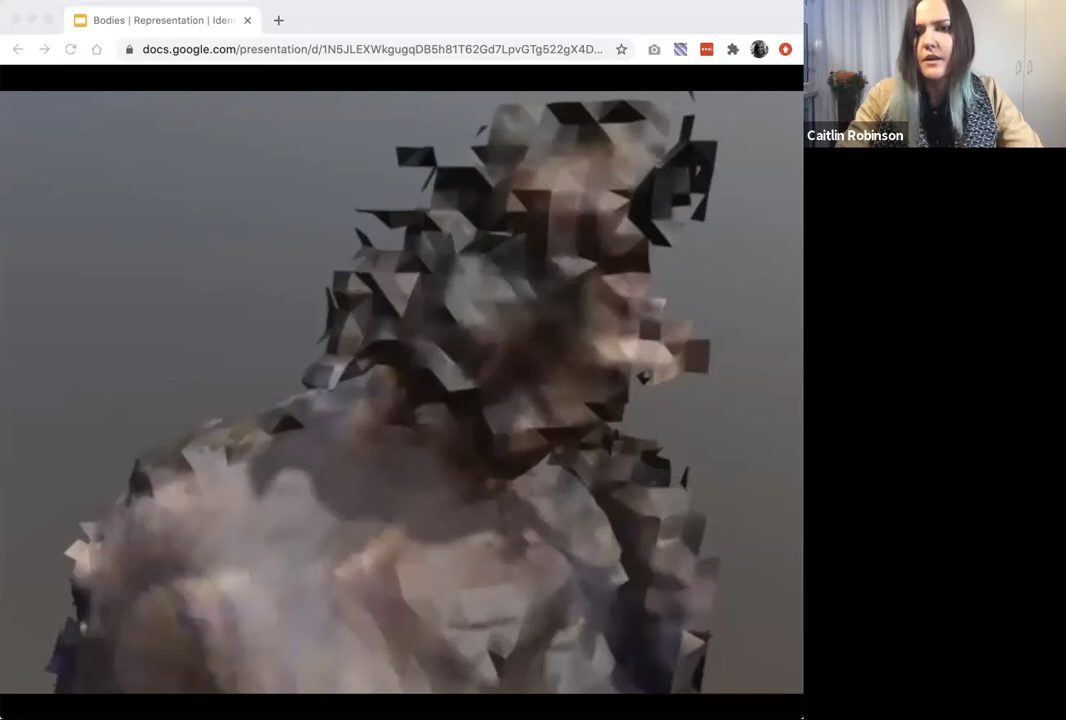 Bodies | Representation | Iden
docs.google.com/presentation/d/1N5JLEXWkgugqDB5h81T62Gd7LpvGTg522gX4D...
Caitlin Robinson